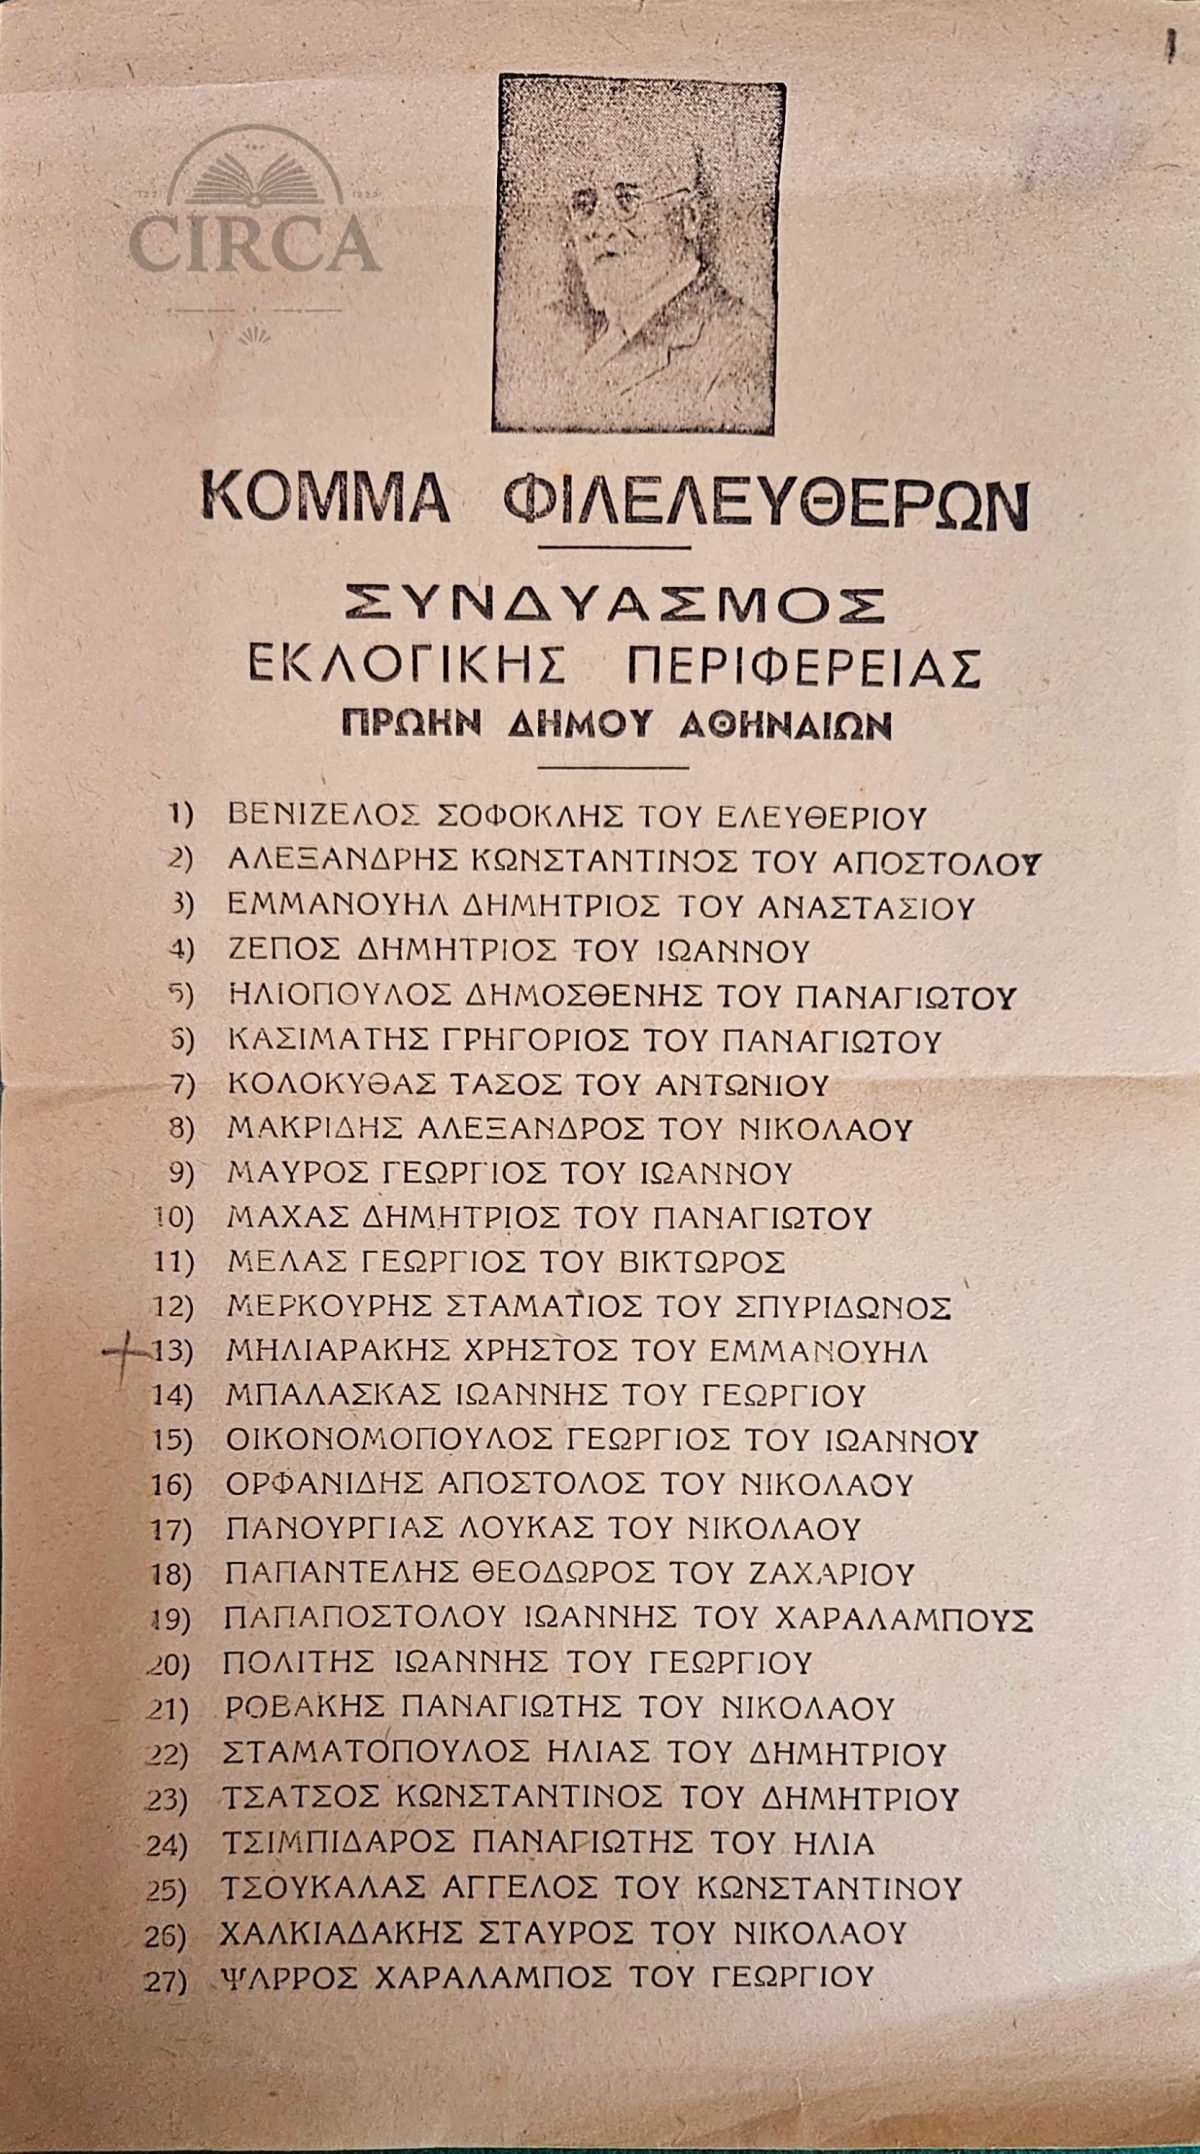 1
CIRCA
ΚΟΜΜΑ ΦΙΛΕΛΕΥΘΕΡΩΝ
ΣΥΝΔΥΑΣΜΟΣ
ΕΚΛΟΓΙΚΗΣ ΠΕΡΙΦΕΡΕΙΑΣ
ΠΡΩΗΝ ΔΗΜΟΥ ΑΘΗΝΑΙΩΝ
1) ΒΕΝΙΖΕΛΟΣ ΣΟΦΟΚΛΗΣ ΤΟΥ ΕΛΕΥΘΕΡΙΟΥ
2) ΑΛΕΞΑΝΔΡΗΣ ΚΩΝΣΤΑΝΤΙΝΟΣ ΤΟΥ ΑΠΟΣΤΟΛΟΥ
3) ΕΜΜΑΝΟΥΗΛ ΔΗΜΗΤΡΙΟΣ ΤΟΥ ΑΝΑΣΤΑΣΙΟΥ
4) ΖΕΠΟΣ ΔΗΜΗΤΡΙΟΣ ΤΟΥ ΙΩΑΝΝΟΥ
5) ΗΛΙΟΠΟΥΛΟΣ ΔΗΜΟΣΘΕΝΗΣ ΤΟΥ ΠΑΝΑΓΙΩΤΟΥ
6) ΚΑΣΙΜΑΤΗΣ ΓΡΗΓΟΡΙΟΣ ΤΟΥ ΠΑΝΑΓΙΩΤΟΥ
7) ΚΟΛΟΚΥΘΑΣ ΤΑΣΟΣ ΤΟΥ ΑΝΤΩΝΙΟΥ
8) ΜΑΚΡΙΔΗΣ ΑΛΕΞΑΝΔΡΟΣ ΤΟΥ ΝΙΚΟΛΑΟΥ
9) ΜΑΥΡΟΣ ΓΕΩΡΓΙΟΣ ΤΟΥ ΙΩΑΝΝΟΥ
10) ΜΑΧΑΣ ΔΗΜΗΤΡΙΟΣ ΤΟΥ ΠΑΝΑΓΙΩΤΟΥ
11) ΜΕΛΑΣ ΓΕΩΡΓΙΟΣ ΤΟΥ ΒΙΚΤΩΡΟΣ
12) ΜΕΡΚΟΥΡΗΣ ΣΤΑΜΑΤΙΟΣ ΤΟΥ ΣΠΥΡΙΔΩΝΟΣ
+ 13) ΜΗΛΙΑΡΑΚΗΣ ΧΡΗΣΤΟΣ ΤΟΥ ΕΜΜΑΝΟΥΗΛ
14) ΜΠΑΛΑΣΚΑΣ ΙΩΑΝΝΗΣ ΤΟΥ ΓΕΩΡΓΙΟΥ
15) ΟΙΚΟΝΟΜΟΠΟΥΛΟΣ ΓΕΩΡΓΙΟΣ ΤΟΥ ΙΩΑΝΝΟΥ
16) ΟΡΦΑΝΙΔΗΣ ΑΠΟΣΤΟΛΟΣ ΤΟΥ ΝΙΚΟΛΑΟΥ
17) ΠΑΝΟΥΡΓΙΑΣ ΛΟΥΚΑΣ ΤΟΥ ΝΙΚΟΛΑΟΥ
18) ΠΑΠΑΝΤΕΛΗΣ ΘΕΟΔΩΡΟΣ ΤΟΥ ΖΑΧΑΡΙΟΥ
19) ΠΑΠΑΠΟΣΤΟΛΟΥ ΙΩΑΝΝΗΣ ΤΟΥ ΧΑΡΑΛΑΜΠΟΥΣ
20) ΠΟΛΙΤΗΣ ΙΩΑΝΝΗΣ ΤΟΥ ΓΕΩΡΓΙΟΥ
21) ΡΟΒΑΚΗΣ ΠΑΝΑΓΙΩΤΗΣ ΤΟΥ ΝΙΚΟΛΑΟΥ
22) ΣΤΑΜΑΤΟΠΟΥΛΟΣ ΗΛΙΑΣ ΤΟΥ ΔΗΜΗΤΡΙΟΥ
23) ΤΣΑΤΣΟΣ ΚΩΝΣΤΑΝΤΙΝΟΣ ΤΟΥ ΔΗΜΗΤΡΙΟΥ
24) ΤΣΙΜΠΙΔΑΡΟΣ ΠΑΝΑΓΙΩΤΗΣ ΤΟΥ ΗΛΙΑ
25) ΤΣΟΥΚΑΛΑΣ ΑΓΓΕΛΟΣ ΤΟΥ ΚΩΝΣΤΑΝΤΙΝΟΥ
26) ΧΑΛΚΙΑΔΑΚΗΣ ΣΤΑΥΡΟΣ ΤΟΥ ΝΙΚΟΛΑΟΥ
27) ΨΑΡΡΟΣ ΧΑΡΑΛΑΜΠΟΣ ΤΟΥ ΓΕΩΡΓΙΟΥ